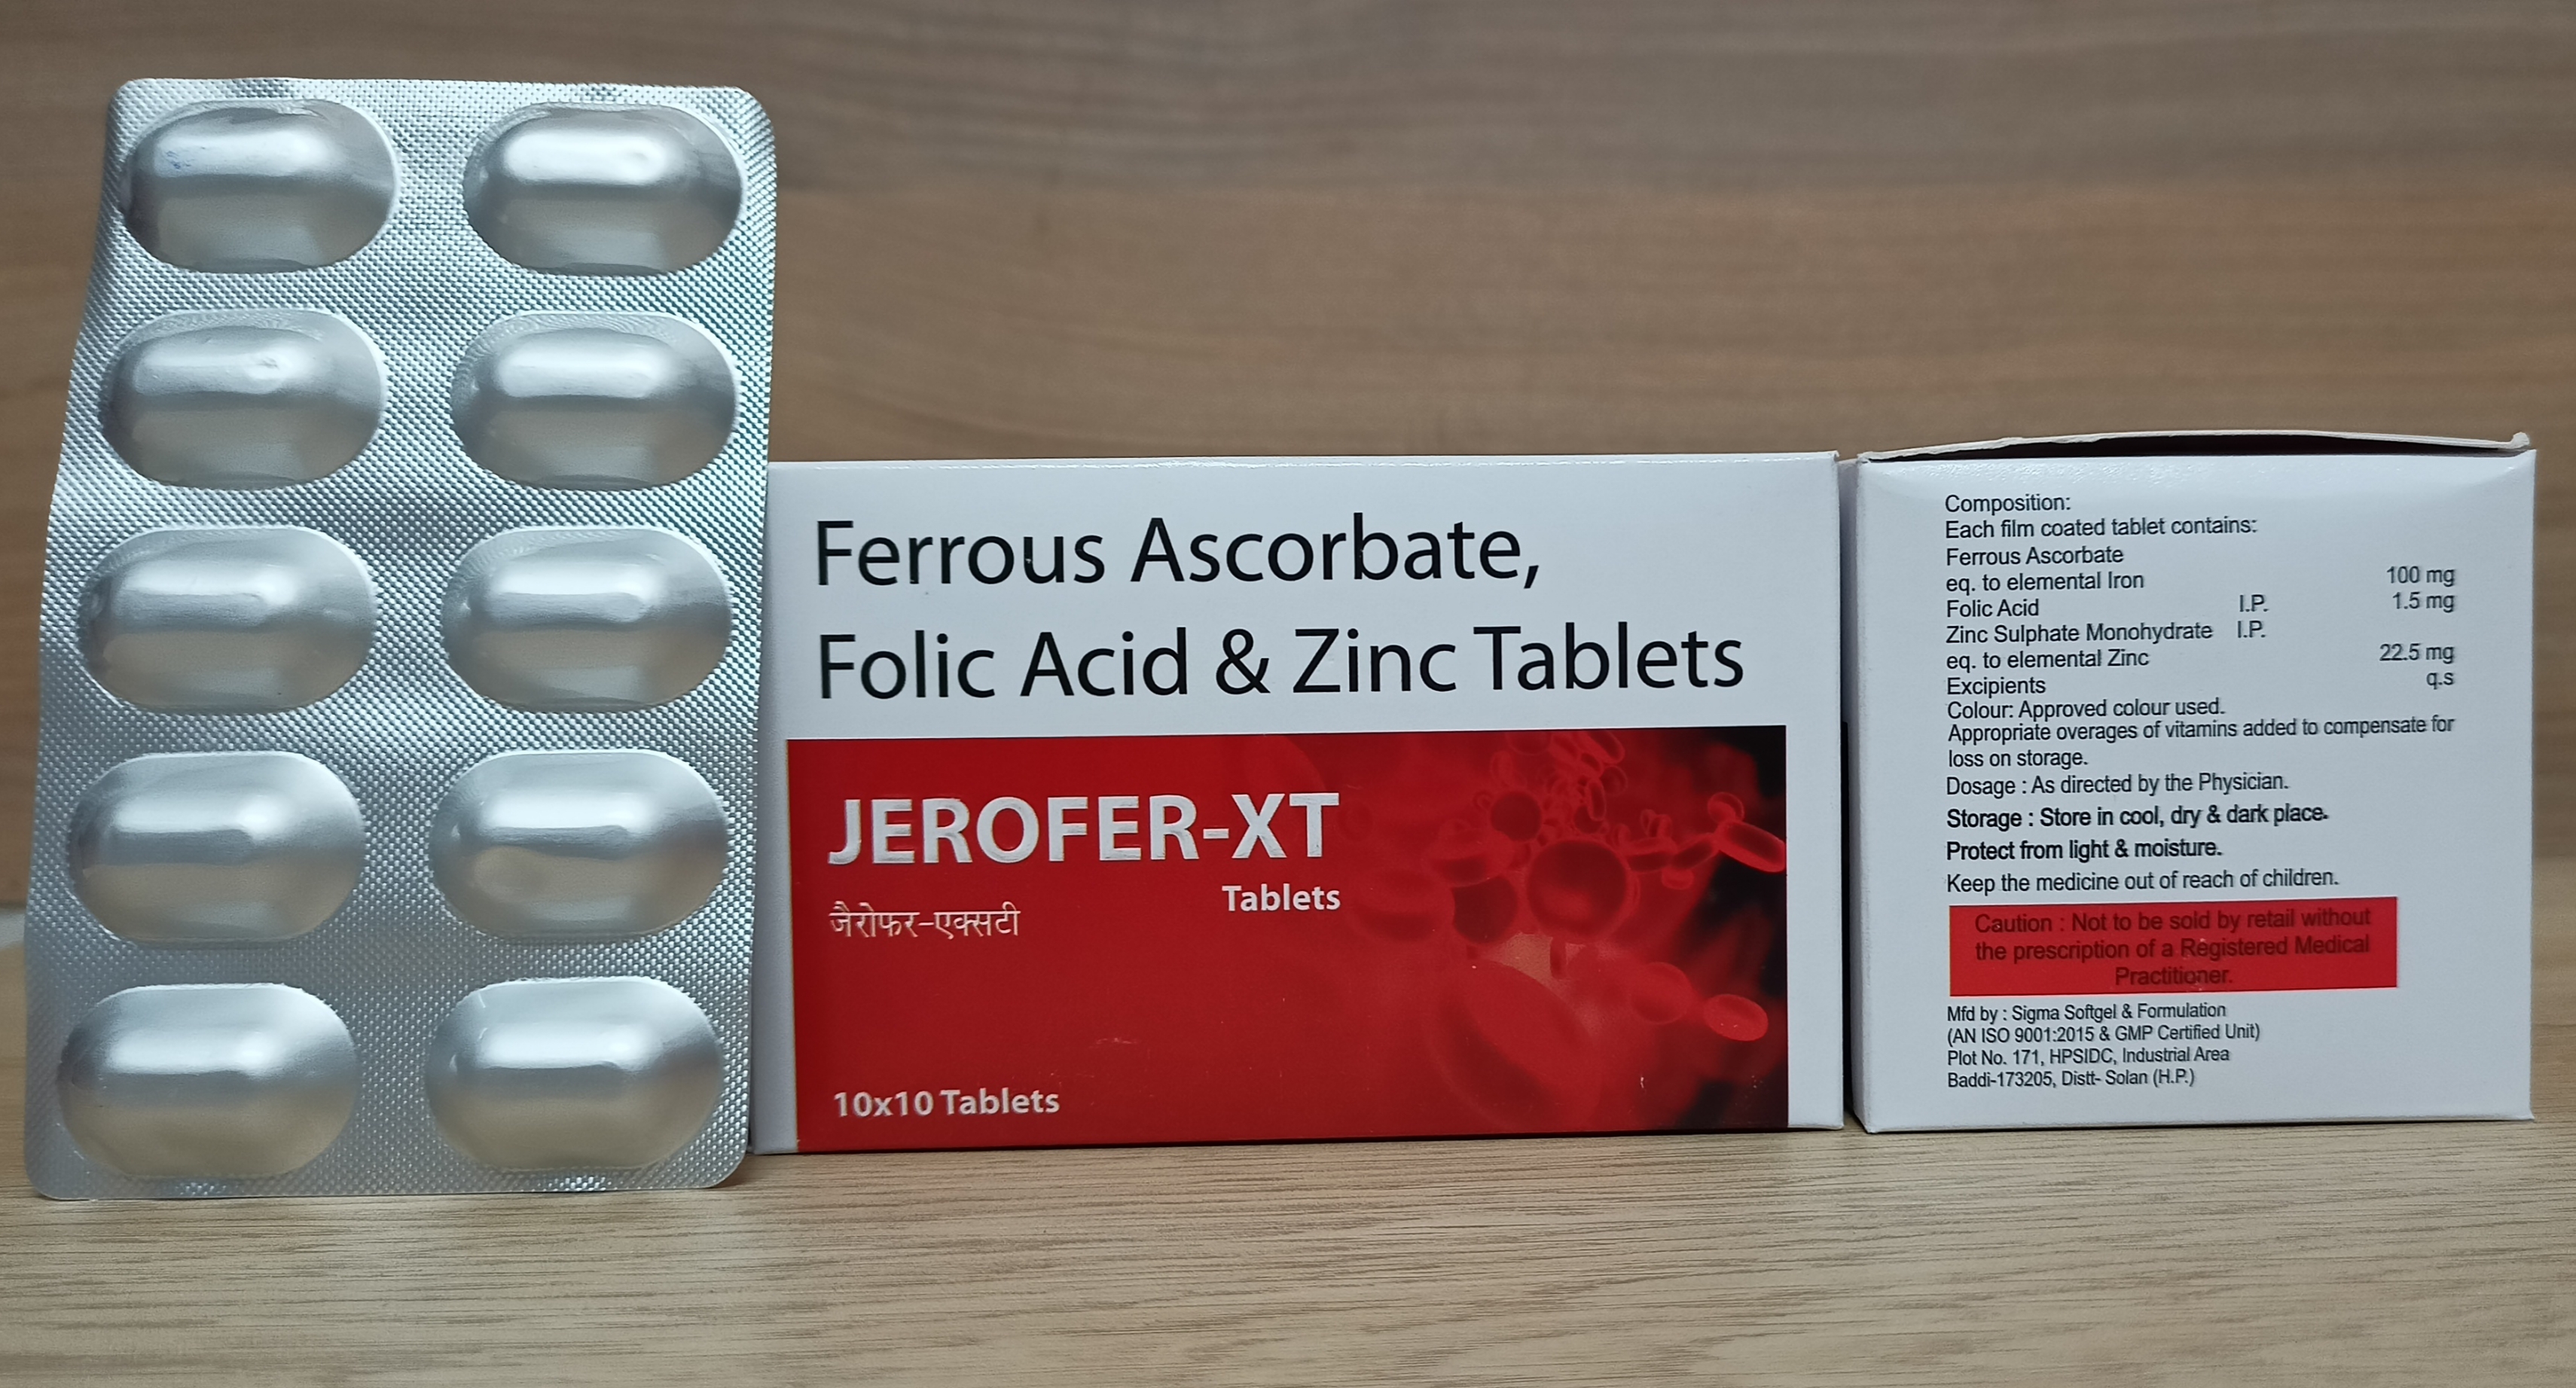 Ferrous Ascorbate,
Folic Acid & Zinc Tablets
JEROFER-XT
Tablets
जैरोफर-एक्सटी
10x10 Tablets
Composition:
Each film coated tablet contains:
Ferrous Ascorbate
eq. to elemental Iron 100 mg
Folic Acid I.P. 1.5 mg
Zinc Sulphate Monohydrate I.P.
eq. to elemental Zinc 22.5 mg
Excipients q.s
Colour: Approved colour used.
Appropriate overages of vitamins added to compensate for
loss on storage.
Dosage : As directed by the Physician.
Storage : Store in cool, dry & dark place.
Protect from light & moisture.
Keep the medicine out of reach of children.
Caution : Not to be sold by retail without
the prescription of a Registered Medical
Practitioner.
Mfd by : Sigma Softgel & Formulation
(AN ISO 9001:2015 & GMP Certified Unit)
Plot No. 171, HPSIDC, Industrial Area
Baddi-173205, Distt- Solan (H.P.)